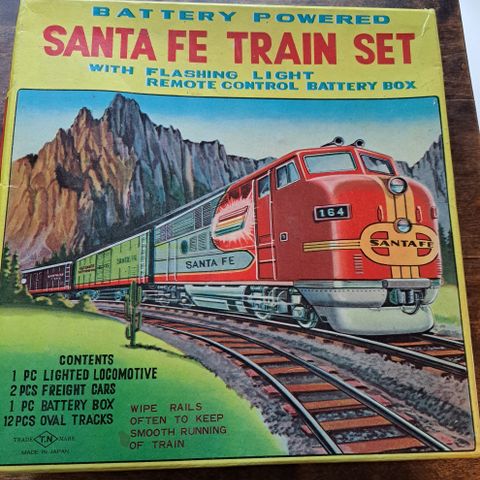 BATTERY POWERED
SANTA FE TRAIN SET
WITH FLASHING LIGHT
REMOTE CONTROL BATTERY BOX
164
SANTA FE
SANTA FE
SANTA FE
CONTENTS
1 PC LIGHTED LOCOMOTIVE
2 PCS FREIGHT CARS
1 PC BATTERY BOX
12 PCS OVAL TRACKS
WIPE RAILS
OFTEN TO KEEP
SMOOTH RUNNING
OF TRAIN
TRADE T.N MARK
MADE IN JAPAN